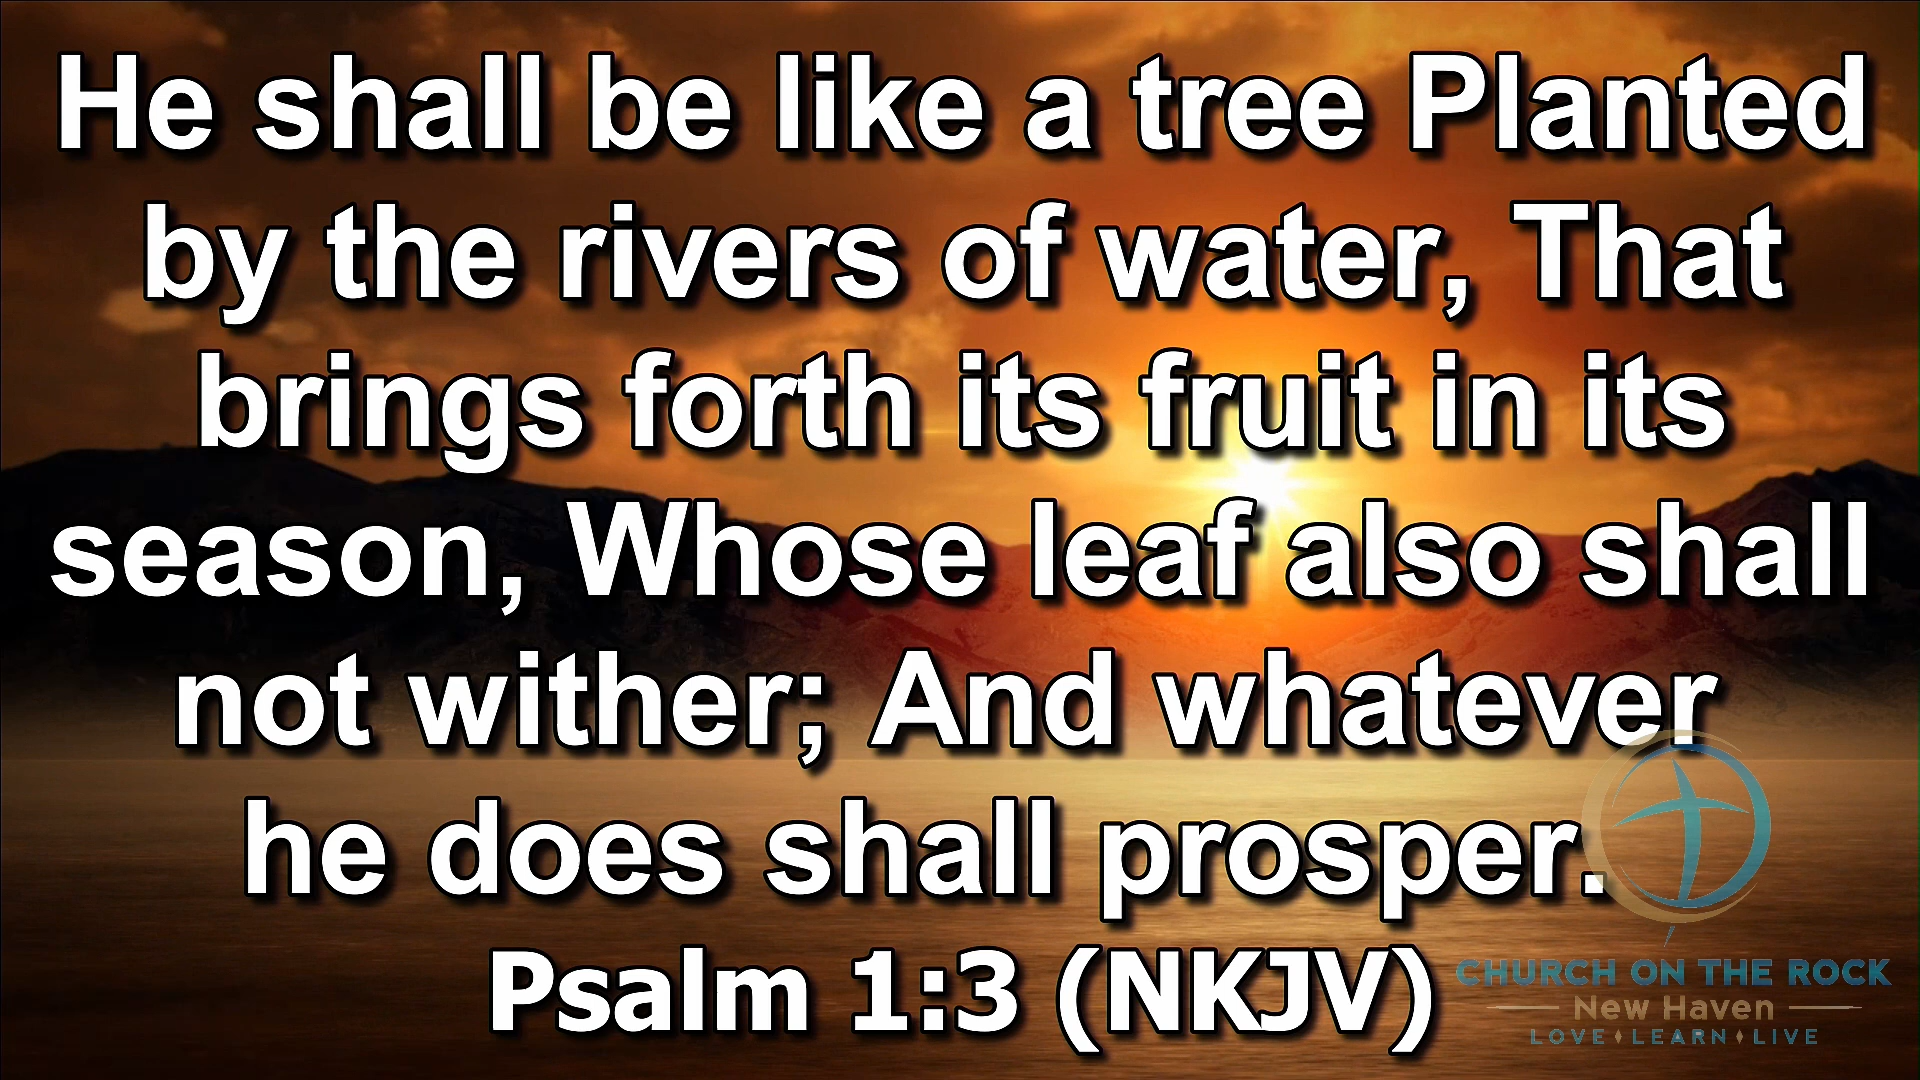 He shall be like a tree Planted
by the rivers of water, That
brings forth its fruit in its
season, Whose leaf also shall
not wither; And whatever
he does shall prosper.
Psalm 1:3 (NKJV)
CHURCH ON THE ROCK
New Haven
LOVE LEARN LIVE